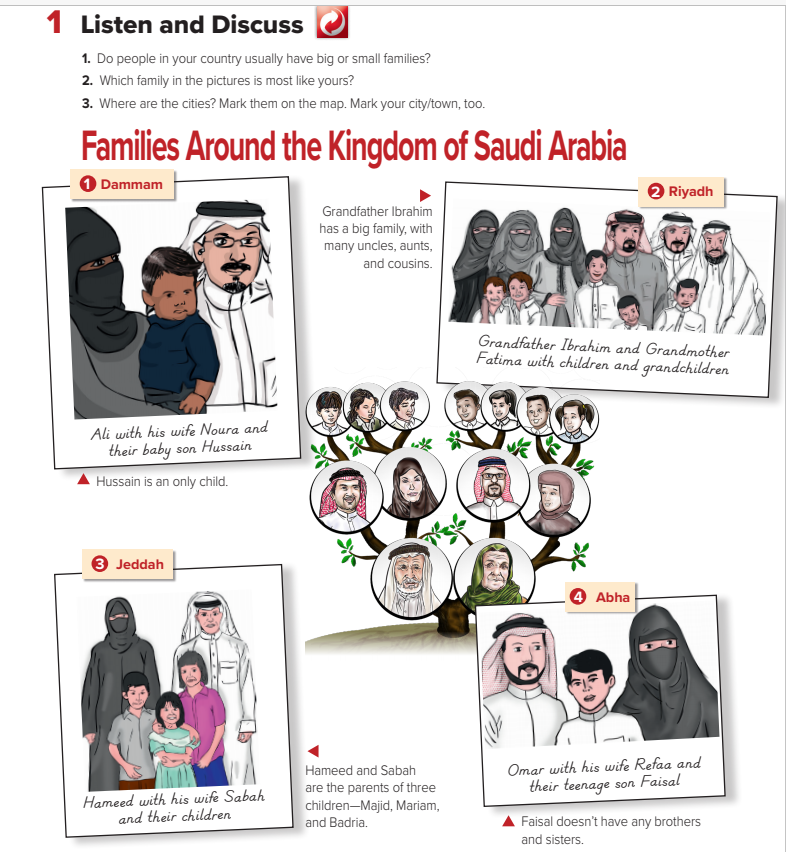 1 Listen and Discuss
1. Do people in your country usually have big or small families?
2. Which family in the pictures is most like yours?
3. Where are the cities? Mark them on the map. Mark your city/town, too.
Families Around the Kingdom of Saudi Arabia
1 Dammam
Ali with his wife Noura and
their baby son Hussain
Hussain is an only child.
Grandfather Ibrahim
has a big family, with
many uncles, aunts,
and cousins.
2 Riyadh
Grandfather Ibrahim and Grandmother
Fatima with children and grandchildren
3 Jeddah
Hameed with his wife Sabah
and their children
Hameed and Sabah
are the parents of three
children—Majid, Mariam,
and Badria.
4 Abha
Omar with his wife Refaa and
their teenage son Faisal
Faisal doesn't have any brothers
and sisters.